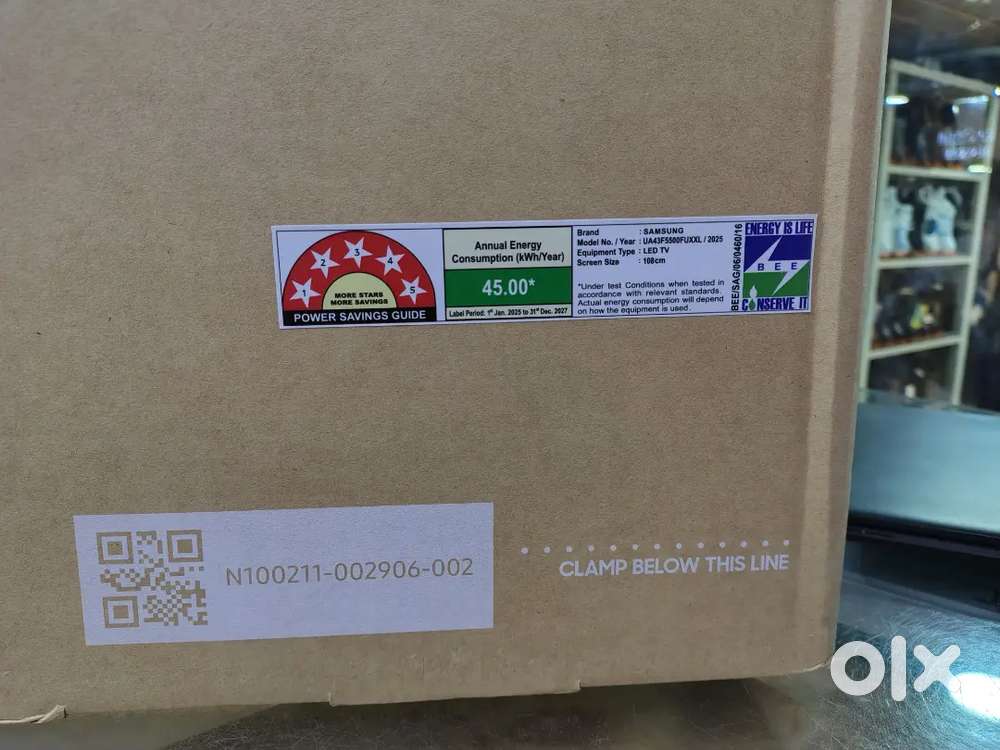 1 2 3 4 5
MORE STARS
MORE SAVINGS
POWER SAVINGS GUIDE
Annual Energy
Consumption (kWh/Year)
45.00*
Label Period: 1st Jan. 2025 to 31st Dec. 2027
Brand : SAMSUNG
Model No. / Year : UA43F5500FUXXL / 2025
Equipment Type : LED TV
Screen Size : 108cm
*Under test Conditions when tested in
accordance with relevant standards.
Actual energy consumption will depend
on how the equipment is used.
BEE/SAG/06/0460/16
ENERGY IS LIFE
BEE
CONSERVE IT
N100211-002906-002
CLAMP BELOW THIS LINE
olx